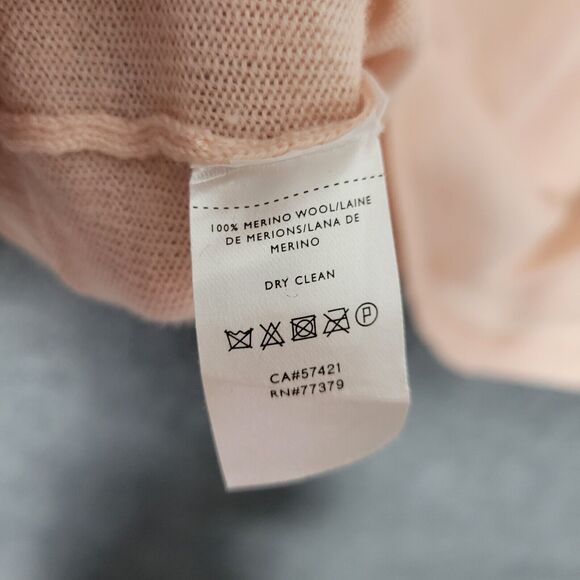 100% MERINO WOOL/LAINE
DE MERIONS/LANA DE
MERINO
DRY CLEAN
P
CA#57421
RN#77379